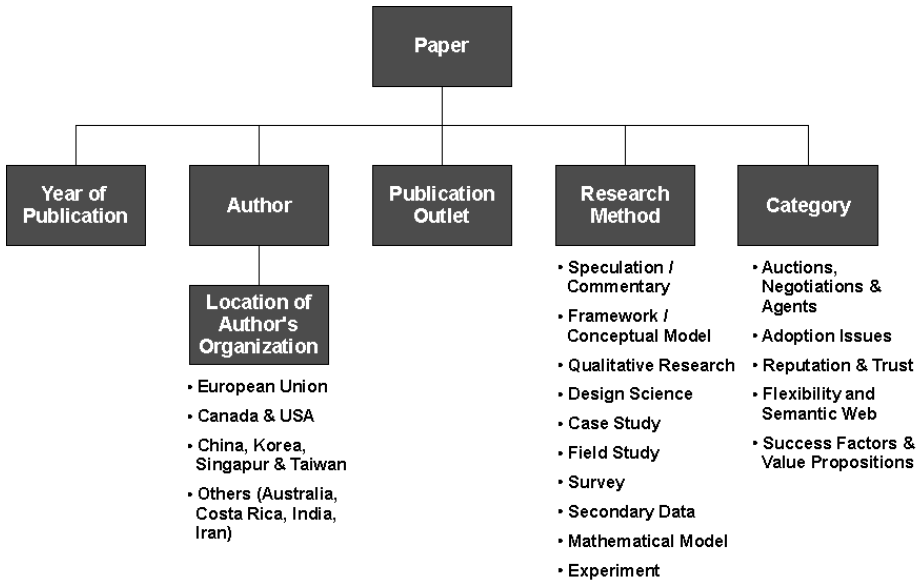 Paper
Year of
Publication
Author
Publication
Outlet
Research
Method
Category
Location of
Author's
Organization
• European Union
• Canada & USA
• China, Korea,
Singapur & Taiwan
• Others (Australia,
Costa Rica, India,
Iran)
• Speculation /
Commentary
• Framework /
Conceptual Model
• Qualitative Research
• Design Science
• Case Study
• Field Study
• Survey
• Secondary Data
• Mathematical Model
• Experiment
• Auctions,
Negotiations &
Agents
• Adoption Issues
• Reputation & Trust
• Flexibility and
Semantic Web
• Success Factors &
Value Propositions